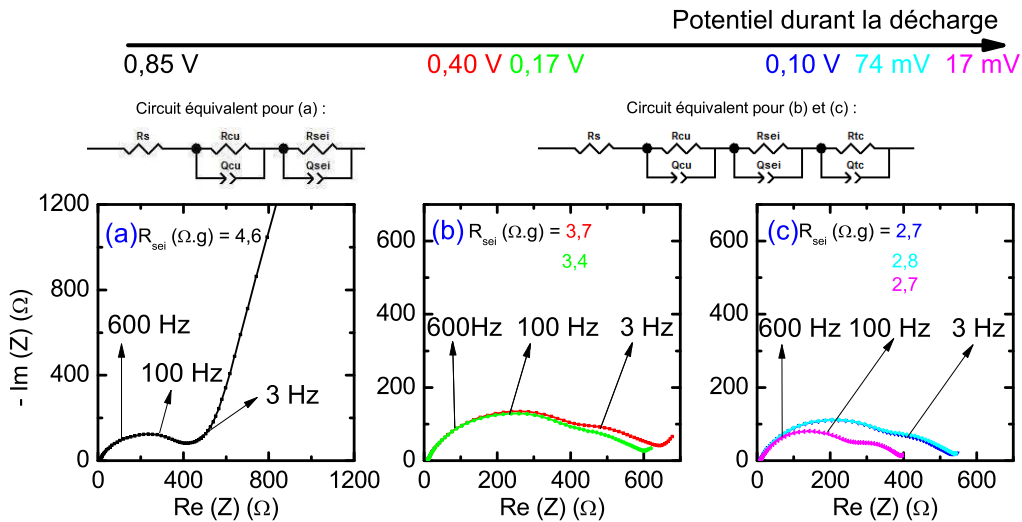 Potentiel durant la décharge
0,85 V 0,40 V 0,17 V 0,10 V 74 mV 17 mV
Circuit équivalent pour (a) :
Circuit équivalent pour (b) et (c) :
Rs Rcu Rsei
Qcu Qsei
Rs Rcu Rsei Rtc
Qcu Qsei Qtc
- Im (Z) (Ω)
(a) R_sei (Ω.g) = 4,6
600 Hz
100 Hz
3 Hz
1200
800
400
0
0 400 800 1200
Re (Z) (Ω)
(b) R_sei (Ω.g) = 3,7
3,4
600Hz 100 Hz 3 Hz
600
400
200
0
0 200 400 600
Re (Z) (Ω)
(c) R_sei (Ω.g) = 2,7
2,8
2,7
600 Hz 100 Hz 3 Hz
600
400
200
0
0 200 400 600
Re (Z) (Ω)